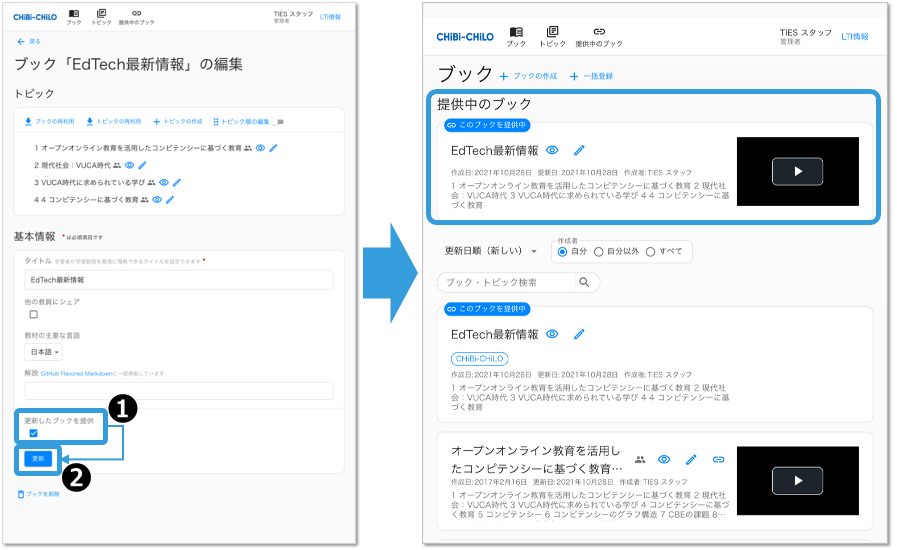 CHiBi-CHiLO
ブック
トピック
提供中のブック
TIES スタッフ
管理者
LTI情報
戻る
ブック「EdTech最新情報」の編集
トピック
ブックの再利用
トピックの再利用
トピックの作成
トピック順の編集
1 オープンオンライン教育を活用したコンピテンシーに基づく教育
2 現代社会：VUCA時代
3 VUCA時代に求められている学び
4 4 コンピテンシーに基づく教育
基本情報 * は必須項目です
タイトル 学習者が学習範囲を簡潔に理解できるタイトルを設定できます *
EdTech最新情報
他の教員にシェア
教材の主要な言語
日本語
解説 GitHub Flavored Markdownに一部準拠しています
更新したブックを提供
1
更新
2
ブックを削除
CHiBi-CHiLO
ブック
トピック
提供中のブック
TIES スタッフ
管理者
LTI情報
ブック
ブックの作成
一括登録
提供中のブック
このブックを提供中
EdTech最新情報
作成日:2021年10月28日 更新日:2021年10月28日 作成者:TIES スタッフ
1 オープンオンライン教育を活用したコンピテンシーに基づく教育 2 現代社
会：VUCA時代 3 VUCA時代に求められている学び 4 4 コンピテンシーに基
づく教育
更新日順（新しい）
作成者
自分
自分以外
すべて
ブック・トピック検索
このブックを提供中
EdTech最新情報
CHiBi-CHiLO
作成日:2021年10月28日 更新日:2021年10月28日 作成者:TIES スタッフ
1 オープンオンライン教育を活用したコンピテンシーに基づく教育 2 現代社
会：VUCA時代 3 VUCA時代に求められている学び 4 4 コンピテンシーに基
づく教育
オープンオンライン教育を活用し
たコンピテンシーに基づく教育…
作成日:2017年2月16日 更新日:2021年10月28日 作成者:TIES スタッフ
1 オープンオンライン教育を活用したコンピテンシーに基づく教育 2 現代社
会：VUCA時代 3 VUCA時代に求められている学び 4 コンピテンシーに基づ
く教育 5 コンピテンシー 6 コンピテンシーのグラフ構造 7 CBEの課題 8…